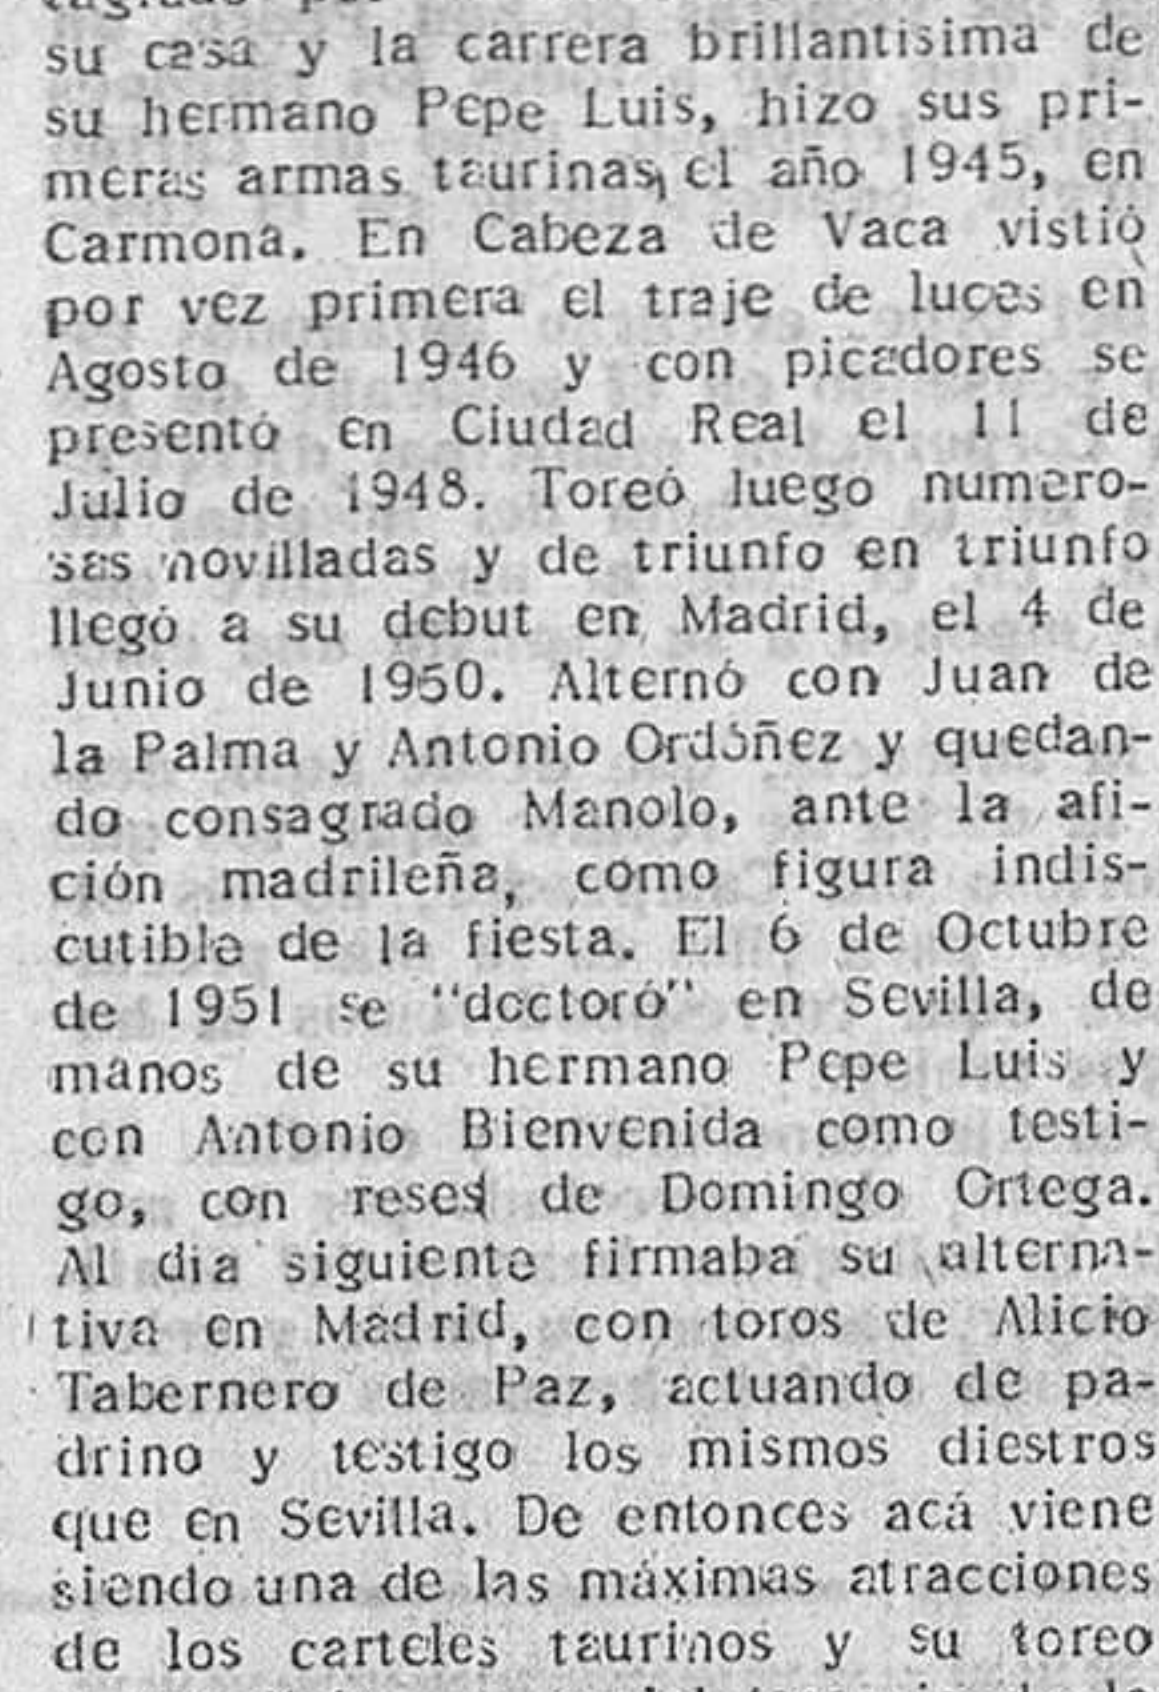 su casa y la carrera brillantisima de
su hermano Pepe Luis, hizo sus pri-
meras armas taurinas, el año 1945, en
Carmona. En Cabeza de Vaca vistió
por vez primera el traje de luces en
Agosto de 1946 y con picadores se
presentó en Ciudad Real el 11 de
Julio de 1948. Toreó luego numero-
sas novilladas y de triunfo en triunfo
llegó a su debut en Madrid, el 4 de
Junio de 1950. Alternó con Juan de
la Palma y Antonio Ordóñez y quedan-
do consagrado Manolo, ante la afi-
ción madrileña, como figura indis-
cutible de la fiesta. El 6 de Octubre
de 1951 se "doctoró" en Sevilla, de
manos de su hermano Pepe Luis y
con Antonio Bienvenida como testi-
go, con reses de Domingo Ortega.
Al dia siguiente firmaba su alterna-
tiva en Madrid, con toros de Alicio
Tabernero de Paz, actuando de pa-
drino y testigo los mismos diestros
que en Sevilla. De entonces acá viene
siendo una de las máximas atracciones
de los carteles taurinos y su toreo